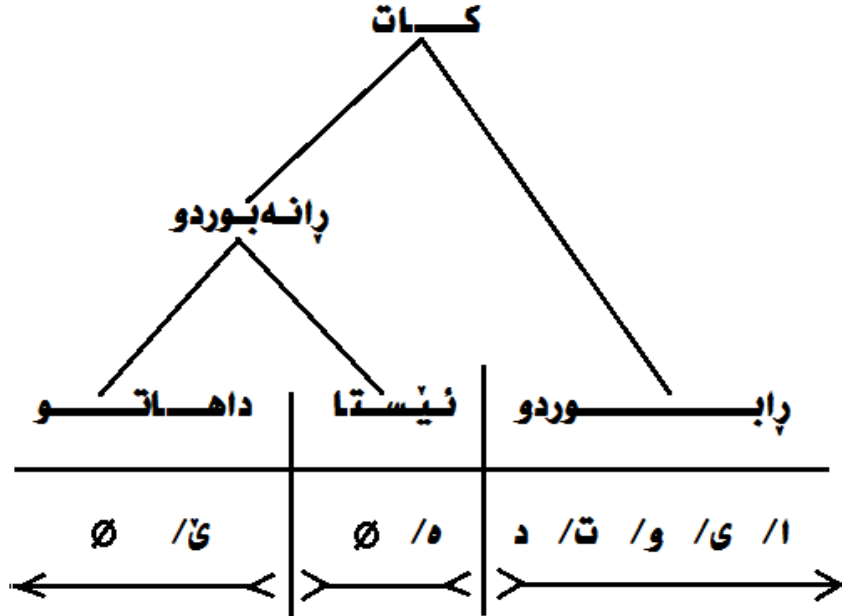 کات
ڕانەبوردو
ڕابوردو ئێستا داهاتو
ا/ ی/ و/ ت/ د ە/ Ø ێ/ Ø